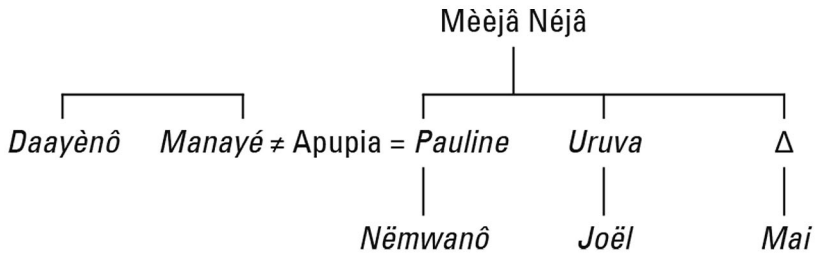 Mèèjâ Néjâ
Daayènô Manayé ≠ Apupia = Pauline Uruva Δ
Nëmwanô Joël Mai